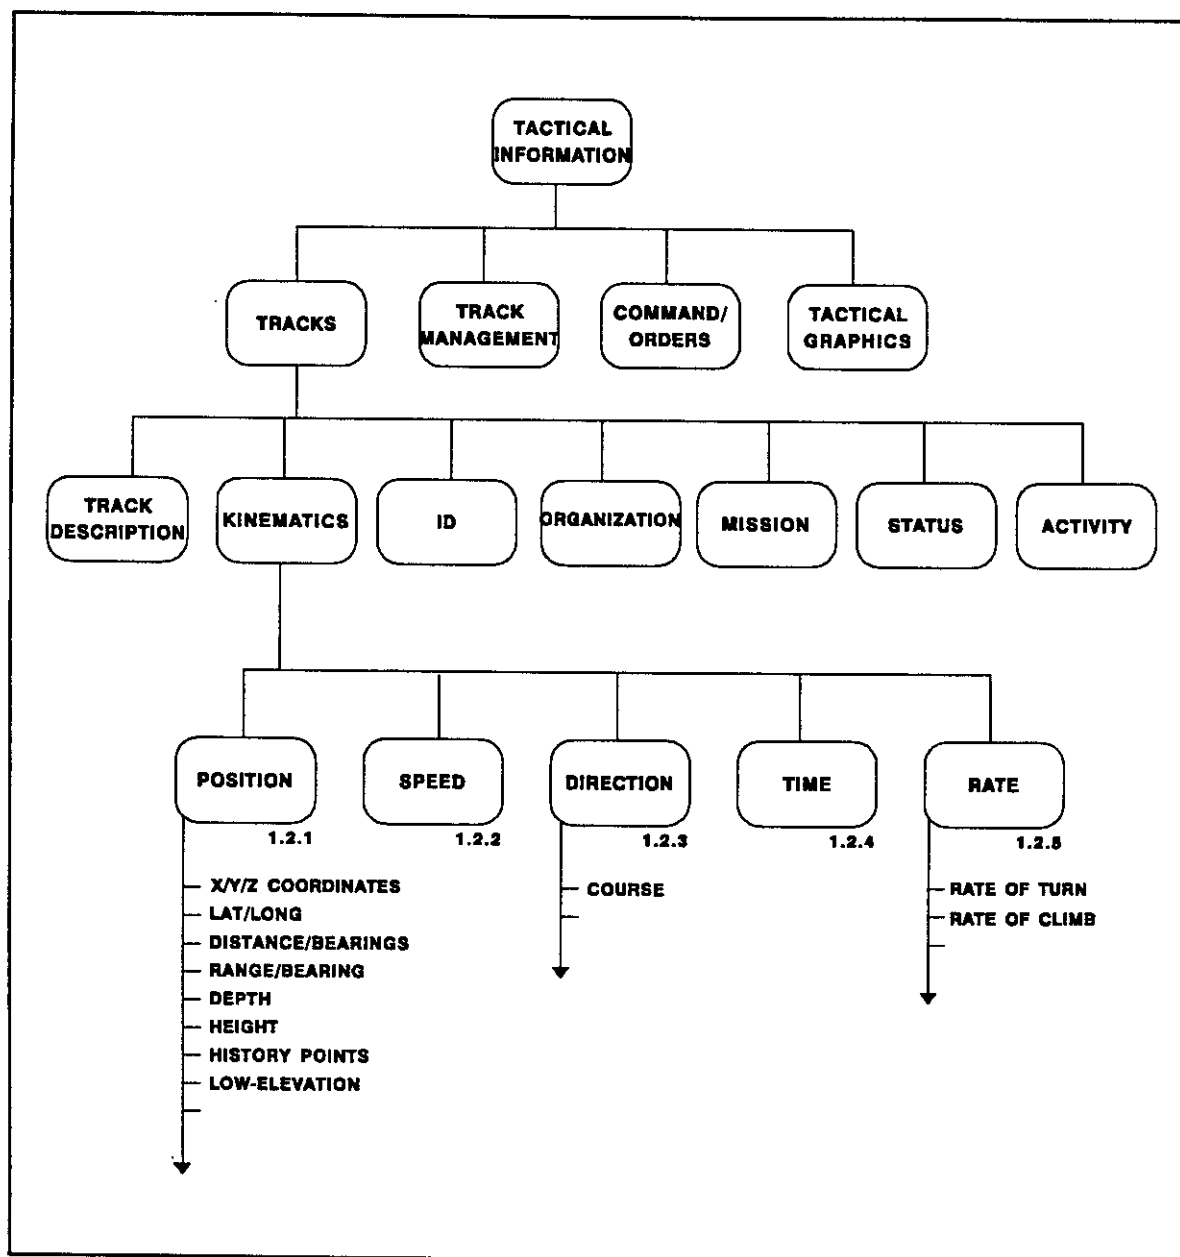 TACTICAL
INFORMATION
TRACKS
TRACK
MANAGEMENT
COMMAND/
ORDERS
TACTICAL
GRAPHICS
TRACK
DESCRIPTION
KINEMATICS
ID
ORGANIZATION
MISSION
STATUS
ACTIVITY
POSITION
SPEED
DIRECTION
TIME
RATE
1.2.1
1.2.2
1.2.3
1.2.4
1.2.5
X/Y/Z COORDINATES
LAT/LONG
DISTANCE/BEARINGS
RANGE/BEARING
DEPTH
HEIGHT
HISTORY POINTS
LOW-ELEVATION
COURSE
RATE OF TURN
RATE OF CLIMB